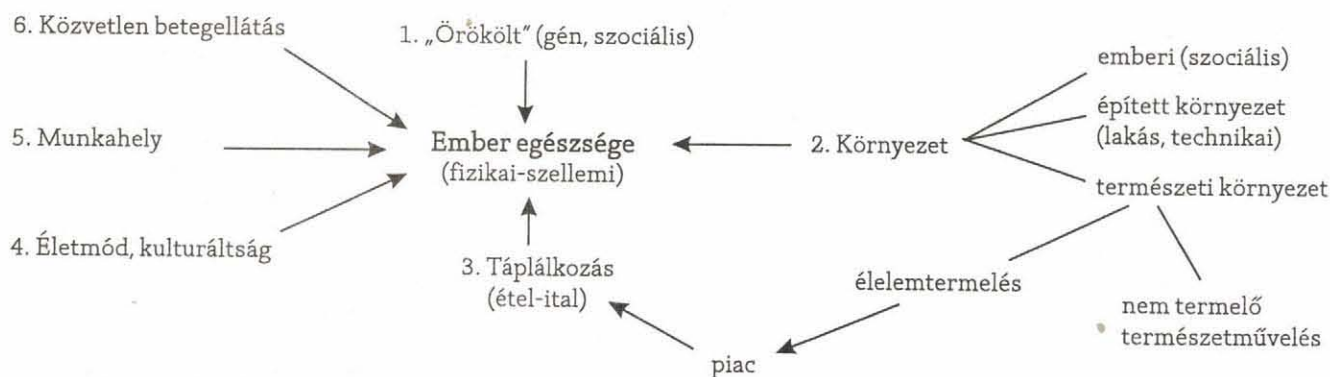 6. Közvetlen betegellátás
1. „Örökölt” (gén, szociális)
emberi (szociális)
épített környezet
(lakás, technikai)
5. Munkahely
Ember egészsége
(fizikai-szellemi)
2. Környezet
természeti környezet
4. Életmód, kulturáltság
3. Táplálkozás
(étel-ital)
élelemtermelés
nem termelő
természetművelés
piac